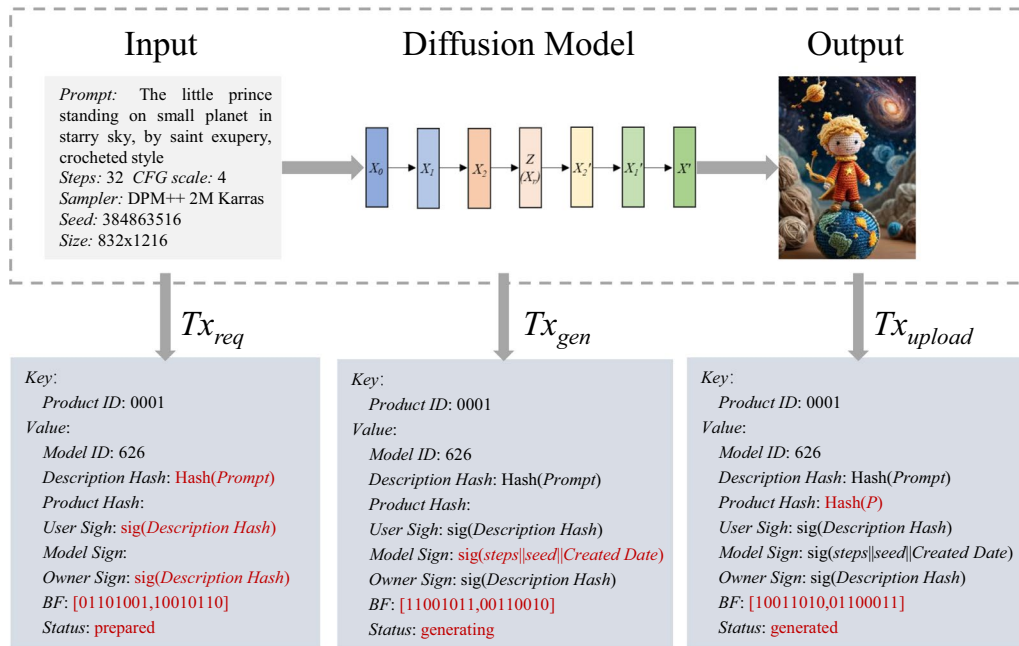 Input
Diffusion Model
Output
Prompt: The little prince
standing on small planet in
starry sky, by saint exupery,
crocheted style
Steps: 32 CFG scale: 4
Sampler: DPM++ 2M Karras
Seed: 384863516
Size: 832x1216
X0
X1
X2
Z
(XT)
X2'
X1'
X'
Txreq
Txgen
Txupload
Key:
Product ID: 0001
Value:
Model ID: 626
Description Hash: Hash(Prompt)
Product Hash:
User Sigh: sig(Description Hash)
Model Sign:
Owner Sign: sig(Description Hash)
BF: [01101001,10010110]
Status: prepared
Key:
Product ID: 0001
Value:
Model ID: 626
Description Hash: Hash(Prompt)
Product Hash:
User Sigh: sig(Description Hash)
Model Sign: sig(steps||seed||Created Date)
Owner Sign: sig(Description Hash)
BF: [11001011,00110010]
Status: generating
Key:
Product ID: 0001
Value:
Model ID: 626
Description Hash: Hash(Prompt)
Product Hash: Hash(P)
User Sigh: sig(Description Hash)
Model Sign: sig(steps||seed||Created Date)
Owner Sign: sig(Description Hash)
BF: [10011010,01100011]
Status: generated